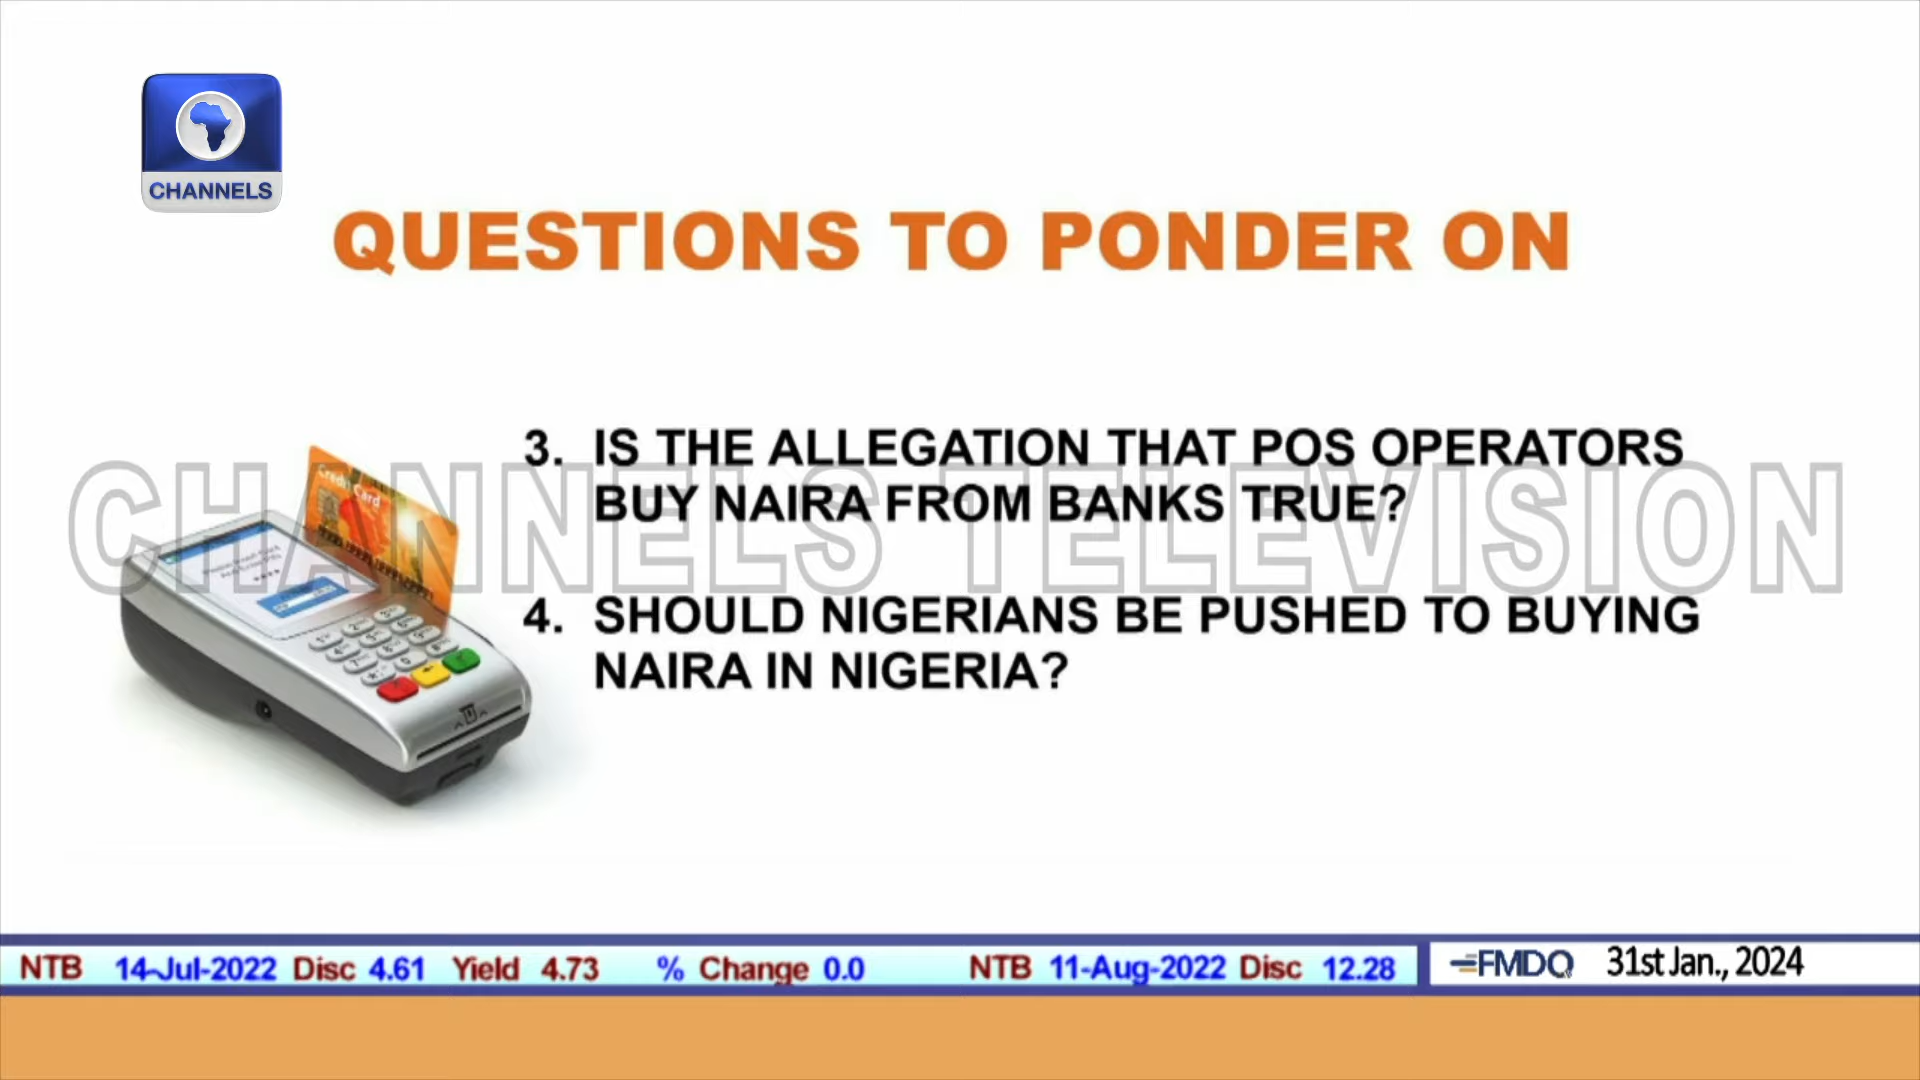 CHANNELS
QUESTIONS TO PONDER ON
3. IS THE ALLEGATION THAT POS OPERATORS
BUY NAIRA FROM BANKS TRUE?
CHANNELS TELEVISION
Credit Card
4. SHOULD NIGERIANS BE PUSHED TO BUYING
NAIRA IN NIGERIA?
NTB 14-Jul-2022 Disc 4.61 Yield 4.73 % Change 0.0 NTB 11-Aug-2022 Disc 12.28
FMDQ 31st Jan., 2024